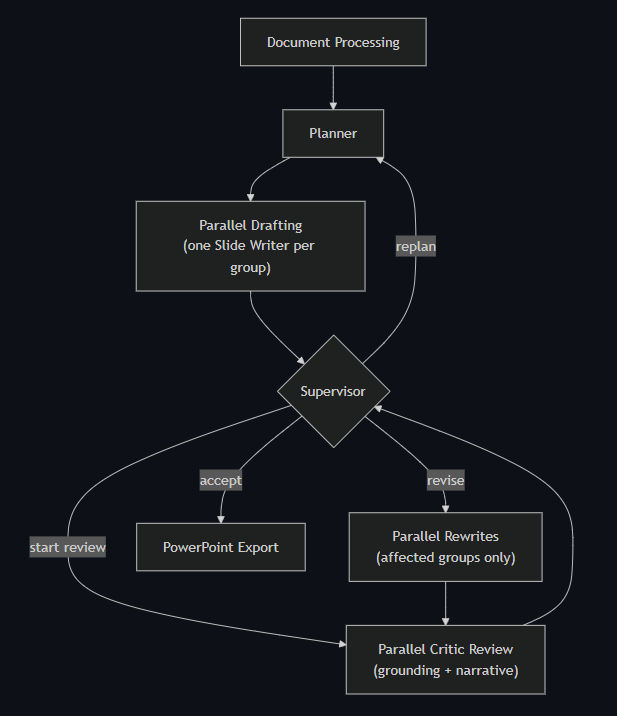 Document Processing
Planner
Parallel Drafting
(one Slide Writer per
group)
replan
Supervisor
accept
revise
start review
PowerPoint Export
Parallel Rewrites
(affected groups only)
Parallel Critic Review
(grounding + narrative)